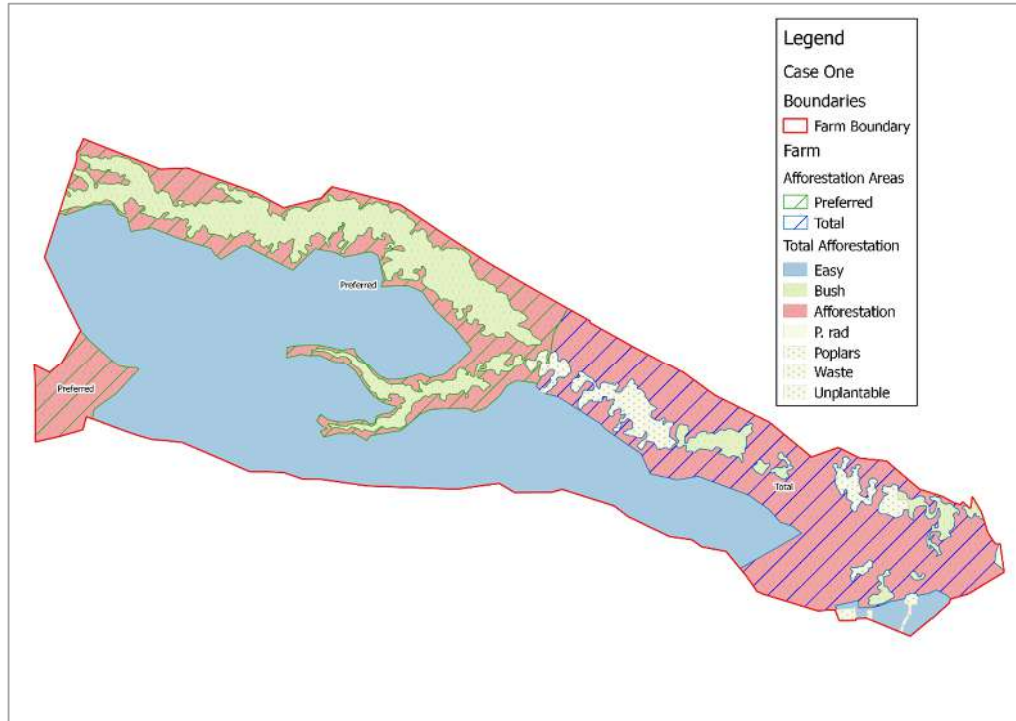 Legend
Case One
Boundaries
Farm Boundary
Farm
Afforestation Areas
Preferred
Total
Total Afforestation
Easy
Bush
Afforestation
P. rad
Poplars
Waste
Unplantable
Preferred
Preferred
Total